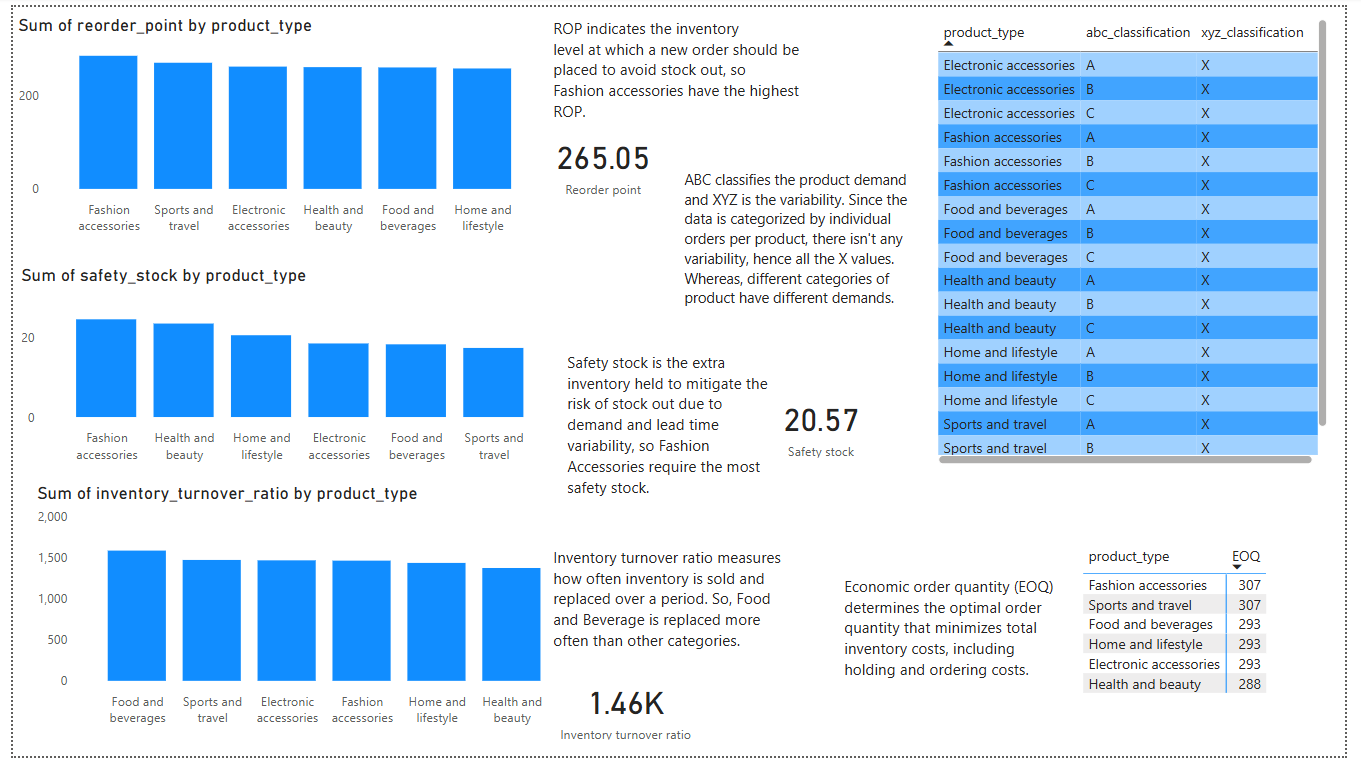 Sum of reorder_point by product_type
200
0
Fashion accessories
Sports and travel
Electronic accessories
Health and beauty
Food and beverages
Home and lifestyle
ROP indicates the inventory
level at which a new order should be
placed to avoid stock out, so
Fashion accessories have the highest
ROP.
265.05
Reorder point
ABC classifies the product demand
and XYZ is the variability. Since the
data is categorized by individual
orders per product, there isn't any
variability, hence all the X values.
Whereas, different categories of
product have different demands.
product_type abc_classification xyz_classification
Electronic accessories A X
Electronic accessories B X
Electronic accessories C X
Fashion accessories A X
Fashion accessories B X
Fashion accessories C X
Food and beverages A X
Food and beverages B X
Food and beverages C X
Health and beauty A X
Health and beauty B X
Health and beauty C X
Home and lifestyle A X
Home and lifestyle B X
Home and lifestyle C X
Sports and travel A X
Sports and travel B X
Sum of safety_stock by product_type
20
0
Fashion accessories
Health and beauty
Home and lifestyle
Electronic accessories
Food and beverages
Sports and travel
Safety stock is the extra
inventory held to mitigate the
risk of stock out due to
demand and lead time
variability, so Fashion
Accessories require the most
safety stock.
20.57
Safety stock
Sum of inventory_turnover_ratio by product_type
2,000
1,500
1,000
500
0
Food and beverages
Sports and travel
Electronic accessories
Fashion accessories
Home and lifestyle
Health and beauty
Inventory turnover ratio measures
how often inventory is sold and
replaced over a period. So, Food
and Beverage is replaced more
often than other categories.
1.46K
Inventory turnover ratio
Economic order quantity (EOQ)
determines the optimal order
quantity that minimizes total
inventory costs, including
holding and ordering costs.
product_type EOQ
Fashion accessories 307
Sports and travel 307
Food and beverages 293
Home and lifestyle 293
Electronic accessories 293
Health and beauty 288